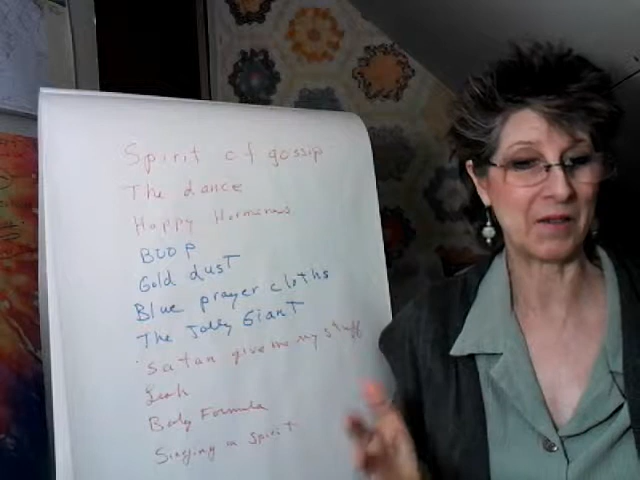 Spirit of gossip
The dance
Happy Hormones
BOOP
Gold dust
Blue prayer cloths
The Jolly Giant
Satan give me my stuff
Leah
Body Formula
Singing in Spirit